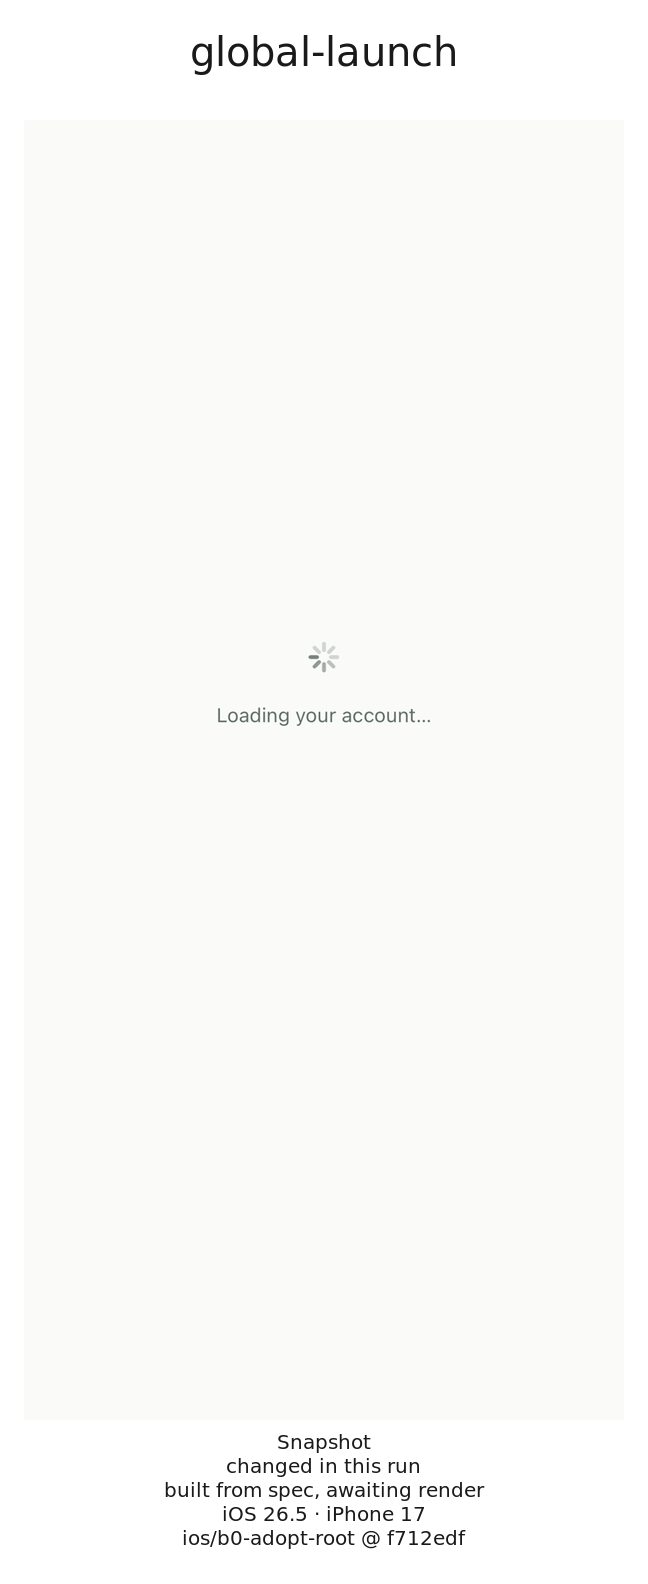 global-launch
Loading your account...
Snapshot
changed in this run
built from spec, awaiting render
iOS 26.5 · iPhone 17
ios/b0-adopt-root @ f712edf